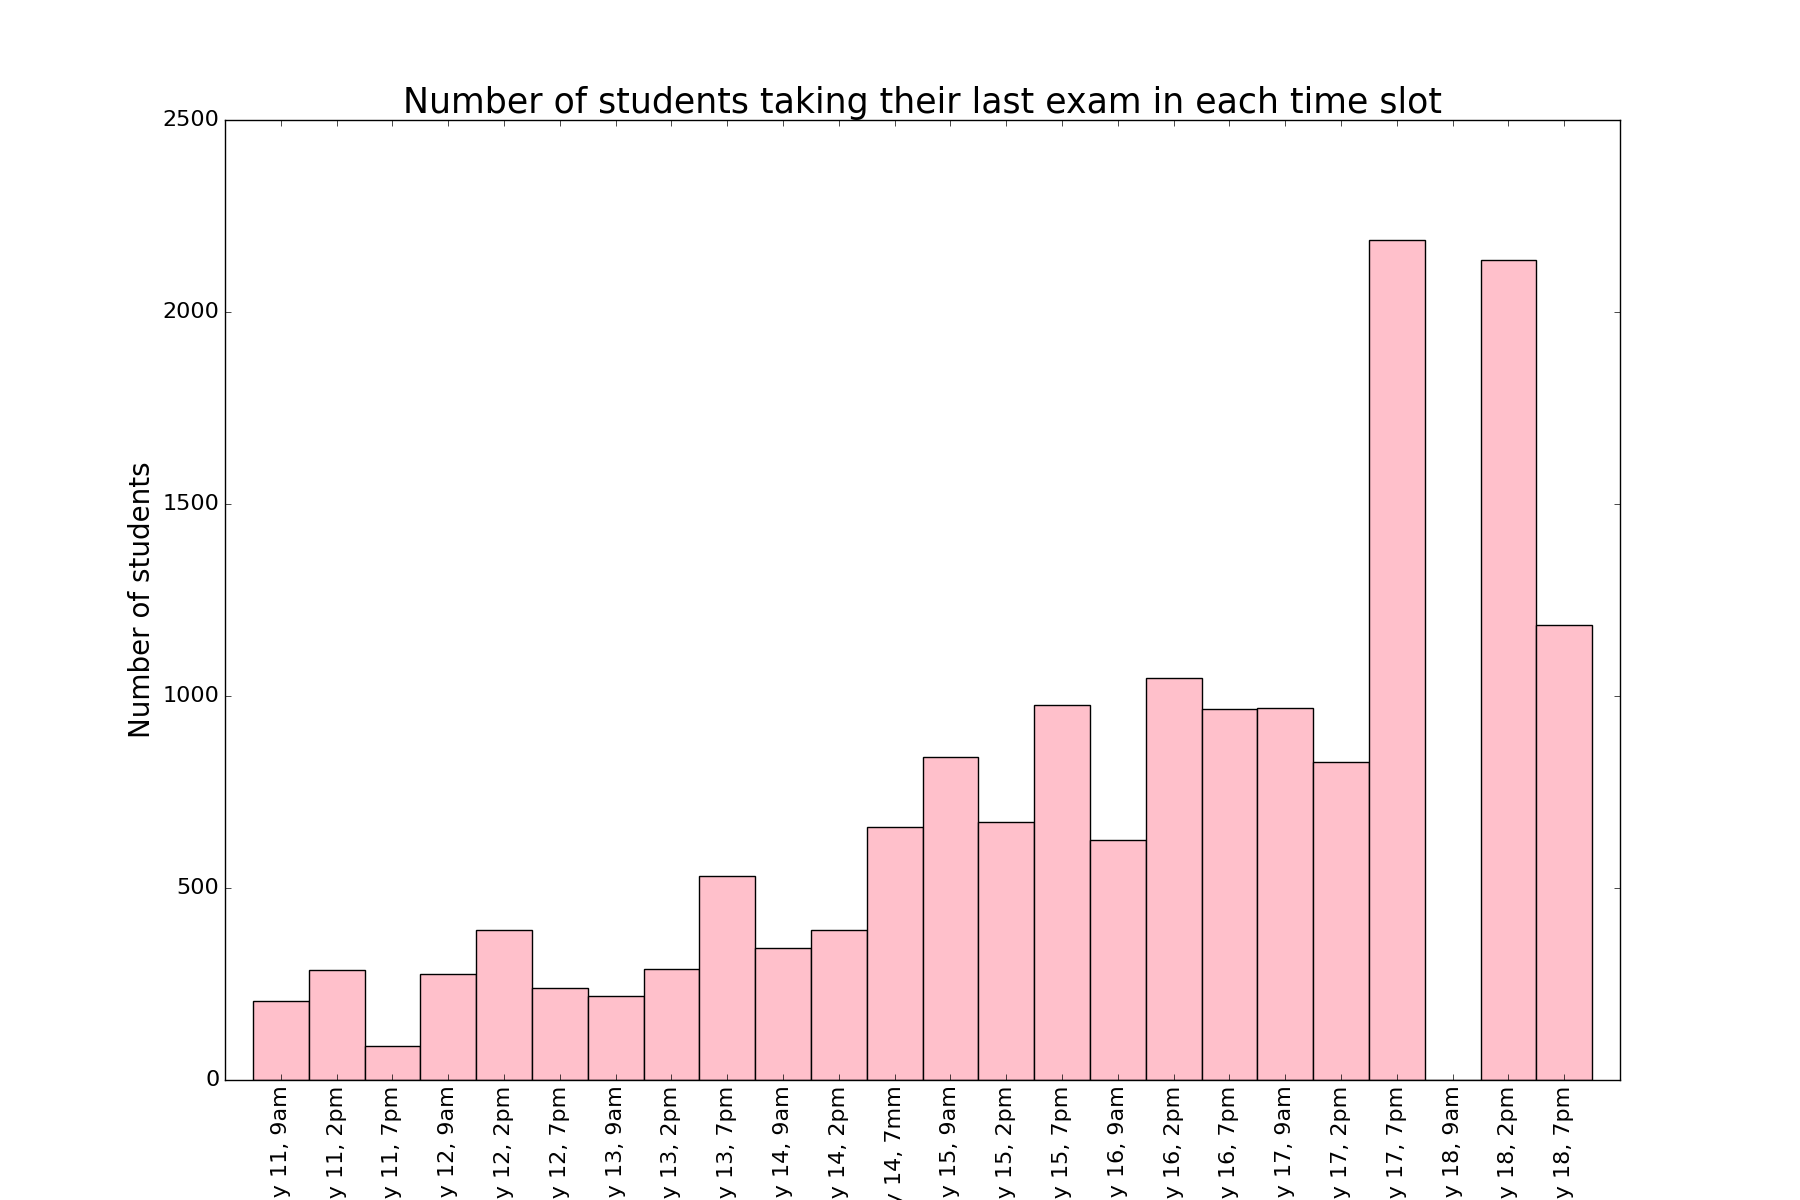 Number of students taking their last exam in each time slot
Number of students
2500
2000
1500
1000
500
0
y 11, 9am
y 11, 2pm
y 11, 7pm
y 12, 9am
y 12, 2pm
y 12, 7pm
y 13, 9am
y 13, 2pm
y 13, 7pm
y 14, 9am
y 14, 2pm
y 14, 7mm
y 15, 9am
y 15, 2pm
y 15, 7pm
y 16, 9am
y 16, 2pm
y 16, 7pm
y 17, 9am
y 17, 2pm
y 17, 7pm
y 18, 9am
y 18, 2pm
y 18, 7pm